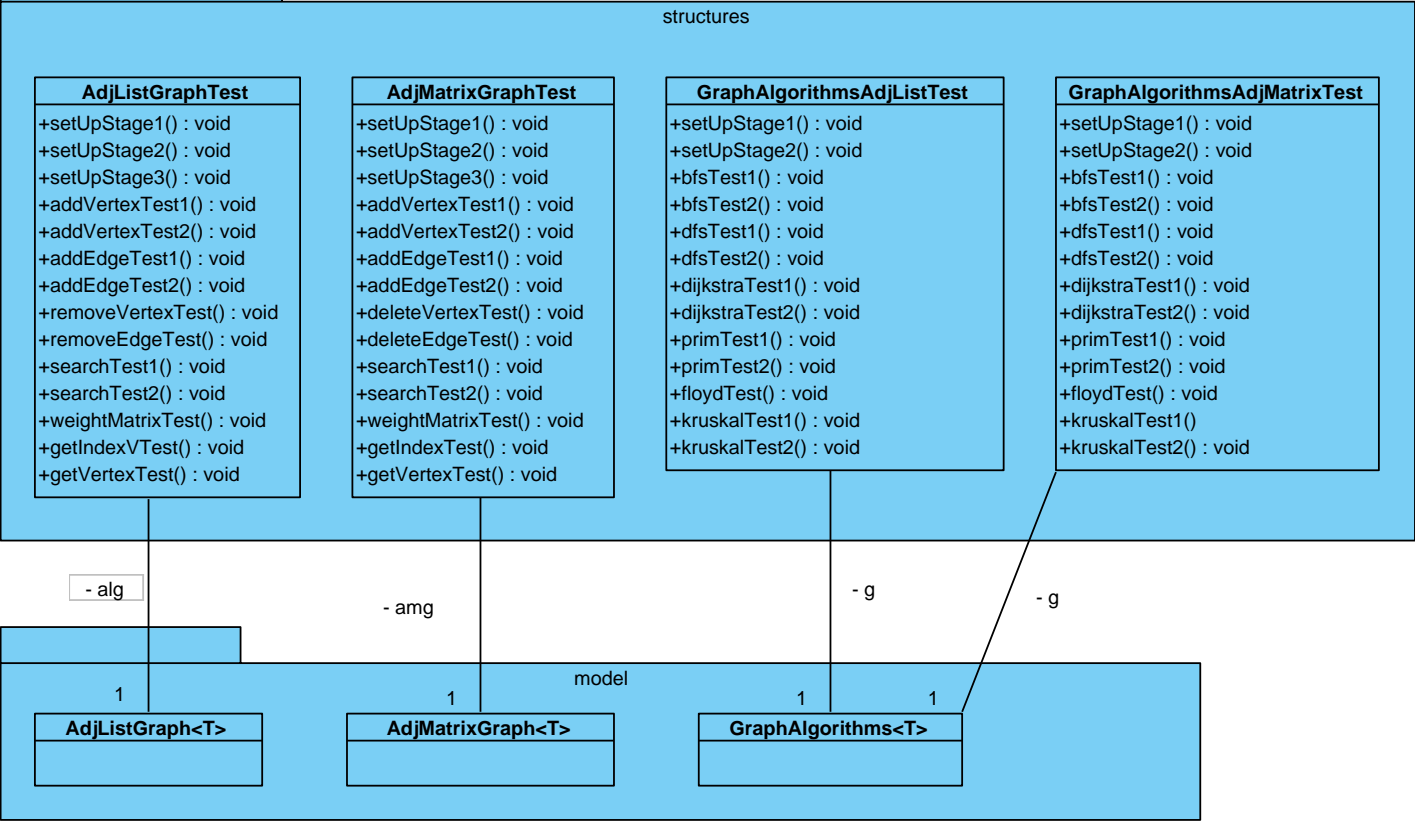 structures
AdjListGraphTest
+setUpStage1() : void
+setUpStage2() : void
+setUpStage3() : void
+addVertexTest1() : void
+addVertexTest2() : void
+addEdgeTest1() : void
+addEdgeTest2() : void
+removeVertexTest() : void
+removeEdgeTest() : void
+searchTest1() : void
+searchTest2() : void
+weightMatrixTest() : void
+getIndexVTest() : void
+getVertexTest() : void
AdjMatrixGraphTest
+setUpStage1() : void
+setUpStage2() : void
+setUpStage3() : void
+addVertexTest1() : void
+addVertexTest2() : void
+addEdgeTest1() : void
+addEdgeTest2() : void
+deleteVertexTest() : void
+deleteEdgeTest() : void
+searchTest1() : void
+searchTest2() : void
+weightMatrixTest() : void
+getIndexTest() : void
+getVertexTest() : void
GraphAlgorithmsAdjListTest
+setUpStage1() : void
+setUpStage2() : void
+bfsTest1() : void
+bfsTest2() : void
+dfsTest1() : void
+dfsTest2() : void
+dijkstraTest1() : void
+dijkstraTest2() : void
+primTest1() : void
+primTest2() : void
+floydTest() : void
+kruskalTest1() : void
+kruskalTest2() : void
GraphAlgorithmsAdjMatrixTest
+setUpStage1() : void
+setUpStage2() : void
+bfsTest1() : void
+bfsTest2() : void
+dfsTest1() : void
+dfsTest2() : void
+dijkstraTest1() : void
+dijkstraTest2() : void
+primTest1() : void
+primTest2() : void
+floydTest() : void
+kruskalTest1()
+kruskalTest2() : void
- alg
- amg
- g
- g
model
1
1
1
1
AdjListGraph<T>
AdjMatrixGraph<T>
GraphAlgorithms<T>